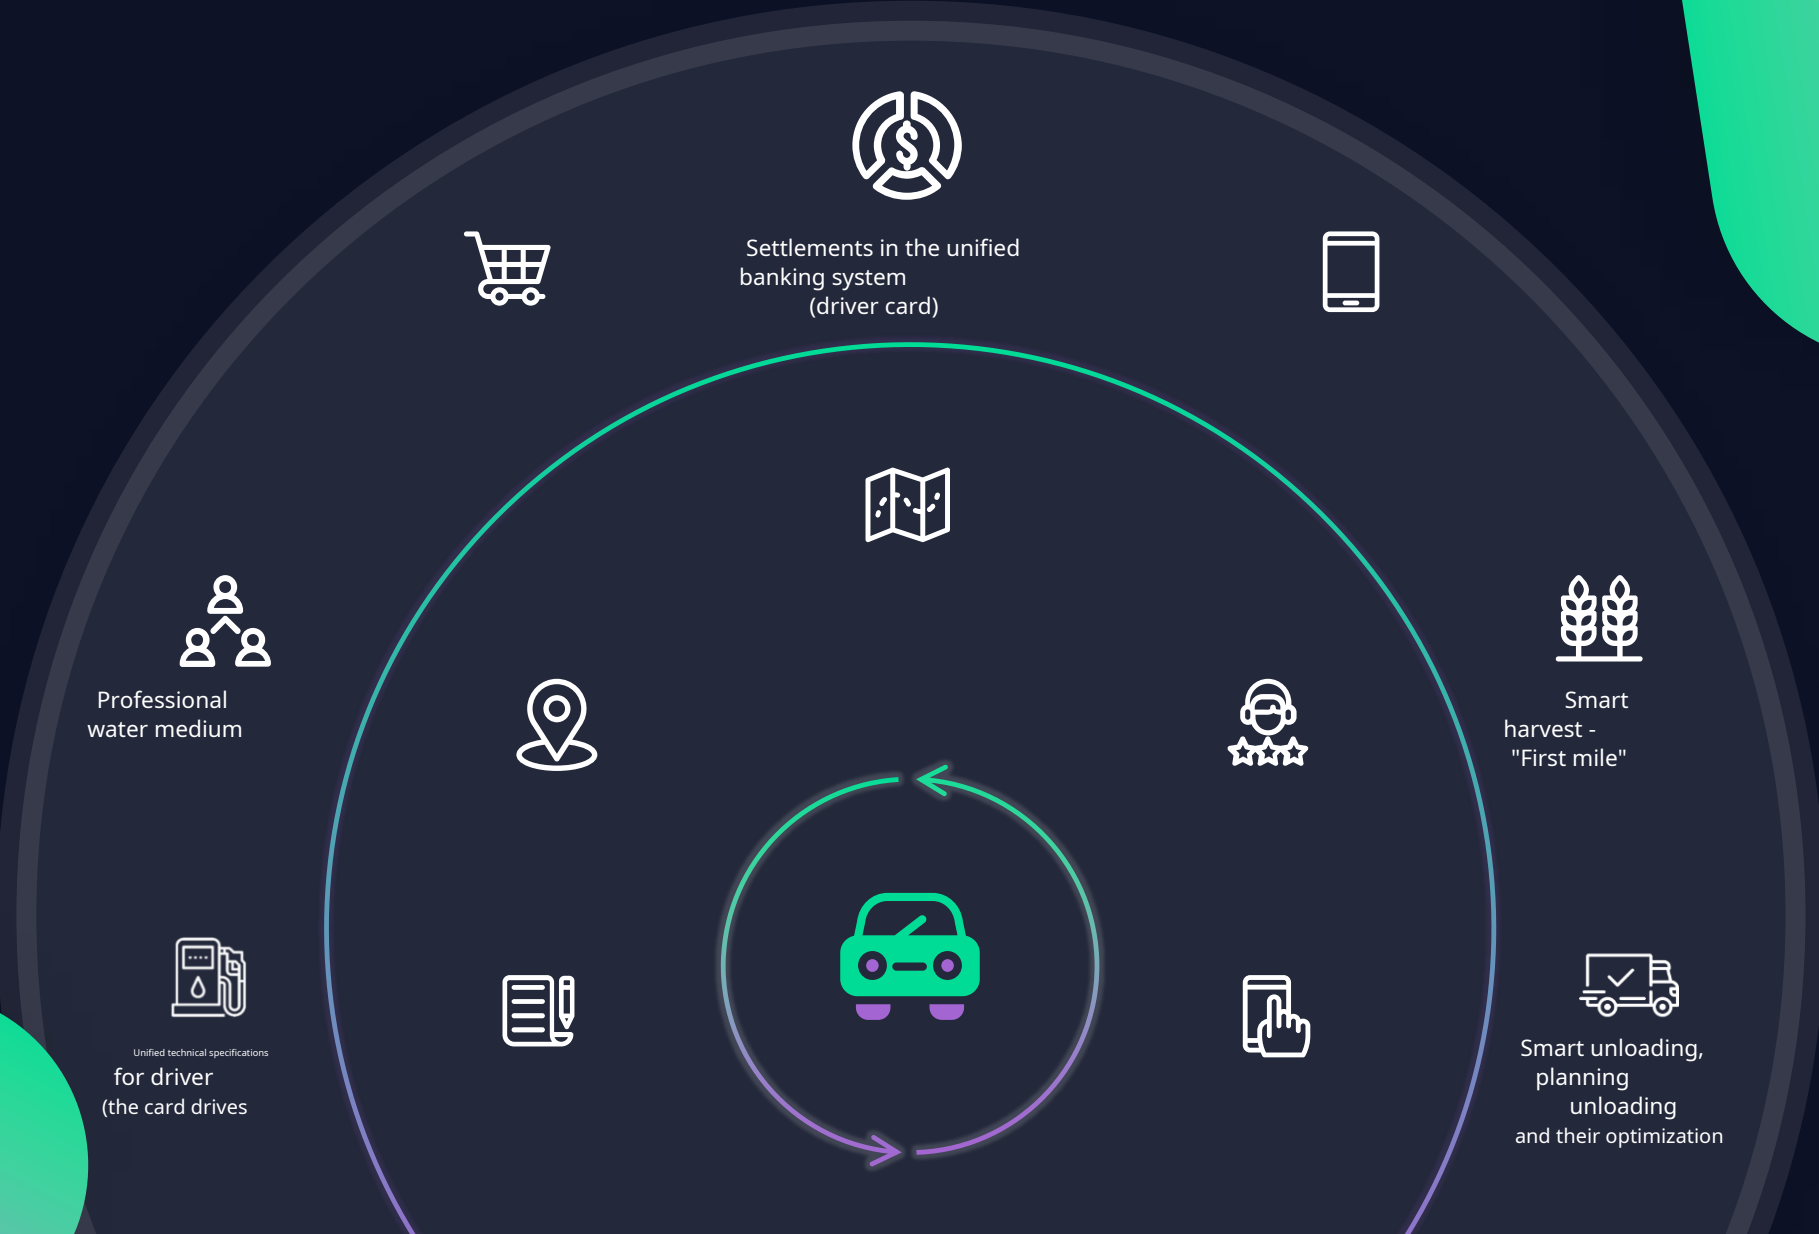 Settlements in the unified
banking system
(driver card)
Professional
water medium
Smart
harvest -
"First mile"
Unified technical specifications
for driver
(the card drives
Smart unloading,
planning
unloading
and their optimization